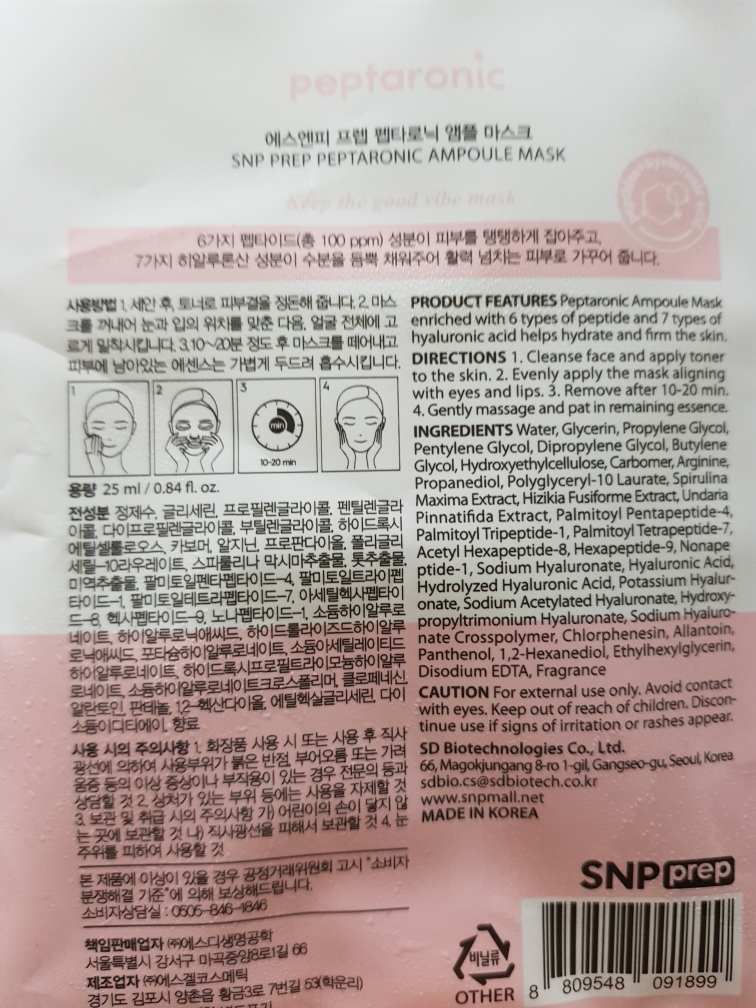 peptaronic
에스엔피 프렙 펩타로닉 앰플 마스크
SNP PREP PEPTARONIC AMPOULE MASK
Keep the good vibe mask
6가지 펩타이드(총 100 ppm) 성분이 피부를 탱탱하게 잡아주고,
7가지 히알루론산 성분이 수분을 듬뿍 채워주어 활력 넘치는 피부로 가꾸어 줍니다.
사용방법 1. 세안 후, 토너로 피부결을 정돈해 줍니다. 2. 마스
크를 꺼내어 눈과 입의 위치를 맞춘 다음, 얼굴 전체에 고
르게 밀착시킵니다. 3.10~20분 정도 후 마스크를 떼어내고
피부에 남아있는 에센스는 가볍게 두드려 흡수시킵니다.
1
2
3
4
min
10-20 min
용량 25 ml / 0.84 fl. oz.
전성분 정제수, 글리세린, 프로필렌글라이콜, 펜틸렌글라
이콜, 다이프로필렌글라이콜, 부틸렌글라이콜, 하이드록시
에틸셀룰로오스, 카보머, 알지닌, 프로판다이올, 폴리글리
세릴-10라우레이트, 스피룰리나 막시마추출물, 톳추출물,
미역추출물, 팔미토일펜타펩타이드-4, 팔미토일트라이펩
타이드-1, 팔미토일테트라펩타이드-7, 아세틸헥사펩타이
드-8, 헥사펩타이드-9, 노나펩타이드-1, 소듐하이알루로
네이트, 하이알루로닉애씨드, 하이드롤라이즈드하이알루
로닉애씨드, 포타슘하이알루로네이트, 소듐아세틸레이티드
하이알루로네이트, 하이드록시프로필트라이모늄하이알루
로네이트, 소듐하이알루로네이트크로스폴리머, 클로페네신,
알란토인, 판테놀, 1,2-헥산다이올, 에틸헥실글리세린, 다이
소듐이디티에이, 향료
사용 시의 주의사항 1. 화장품 사용 시 또는 사용 후 직사
광선에 의하여 사용부위가 붉은 반점, 부어오름 또는 가려
움증 등의 이상 증상이나 부작용이 있는 경우 전문의 등과
상담할 것 2. 상처가 있는 부위 등에는 사용을 자제할 것
3. 보관 및 취급 시의 주의사항 가) 어린이의 손이 닿지 않
는 곳에 보관할 것 나) 직사광선을 피해서 보관할 것 4. 눈
주위를 피하여 사용할 것
본 제품에 이상이 있을 경우 공정거래위원회 고시 "소비자
분쟁해결 기준"에 의해 보상해드립니다.
소비자상담실 : 0505-846-1846
책임판매업자 ㈜에스디생명공학
서울특별시 강서구 마곡중앙8로1길 66
제조업자 ㈜에스겔코스메틱
경기도 김포시 양촌읍 황금3로 7번길 53(학운리)
PRODUCT FEATURES Peptaronic Ampoule Mask
enriched with 6 types of peptide and 7 types of
hyaluronic acid helps hydrate and firm the skin.
DIRECTIONS 1. Cleanse face and apply toner
to the skin. 2. Evenly apply the mask aligning
with eyes and lips. 3. Remove after 10-20 min.
4. Gently massage and pat in remaining essence.
INGREDIENTS Water, Glycerin, Propylene Glycol,
Pentylene Glycol, Dipropylene Glycol, Butylene
Glycol, Hydroxyethylcellulose, Carbomer, Arginine,
Propanediol, Polyglyceryl-10 Laurate, Spirulina
Maxima Extract, Hizikia Fusiforme Extract, Undaria
Pinnatifida Extract, Palmitoyl Pentapeptide-4,
Palmitoyl Tripeptide-1, Palmitoyl Tetrapeptide-7,
Acetyl Hexapeptide-8, Hexapeptide-9, Nonape
ptide-1, Sodium Hyaluronate, Hyaluronic Acid,
Hydrolyzed Hyaluronic Acid, Potassium Hyalur-
onate, Sodium Acetylated Hyaluronate, Hydroxy-
propyltrimonium Hyaluronate, Sodium Hyaluro-
nate Crosspolymer, Chlorphenesin, Allantoin,
Panthenol, 1,2-Hexanediol, Ethylhexylglycerin,
Disodium EDTA, Fragrance
CAUTION For external use only. Avoid contact
with eyes. Keep out of reach of children. Discon-
tinue use if signs of irritation or rashes appear.
SD Biotechnologies Co., Ltd.
66, Magokjungang 8-ro 1-gil, Gangseo-gu, Seoul, Korea
sdbio.cs@sdbiotech.co.kr
www.snpmall.net
MADE IN KOREA
SNP prep
비닐류
OTHER
8 809548 091899